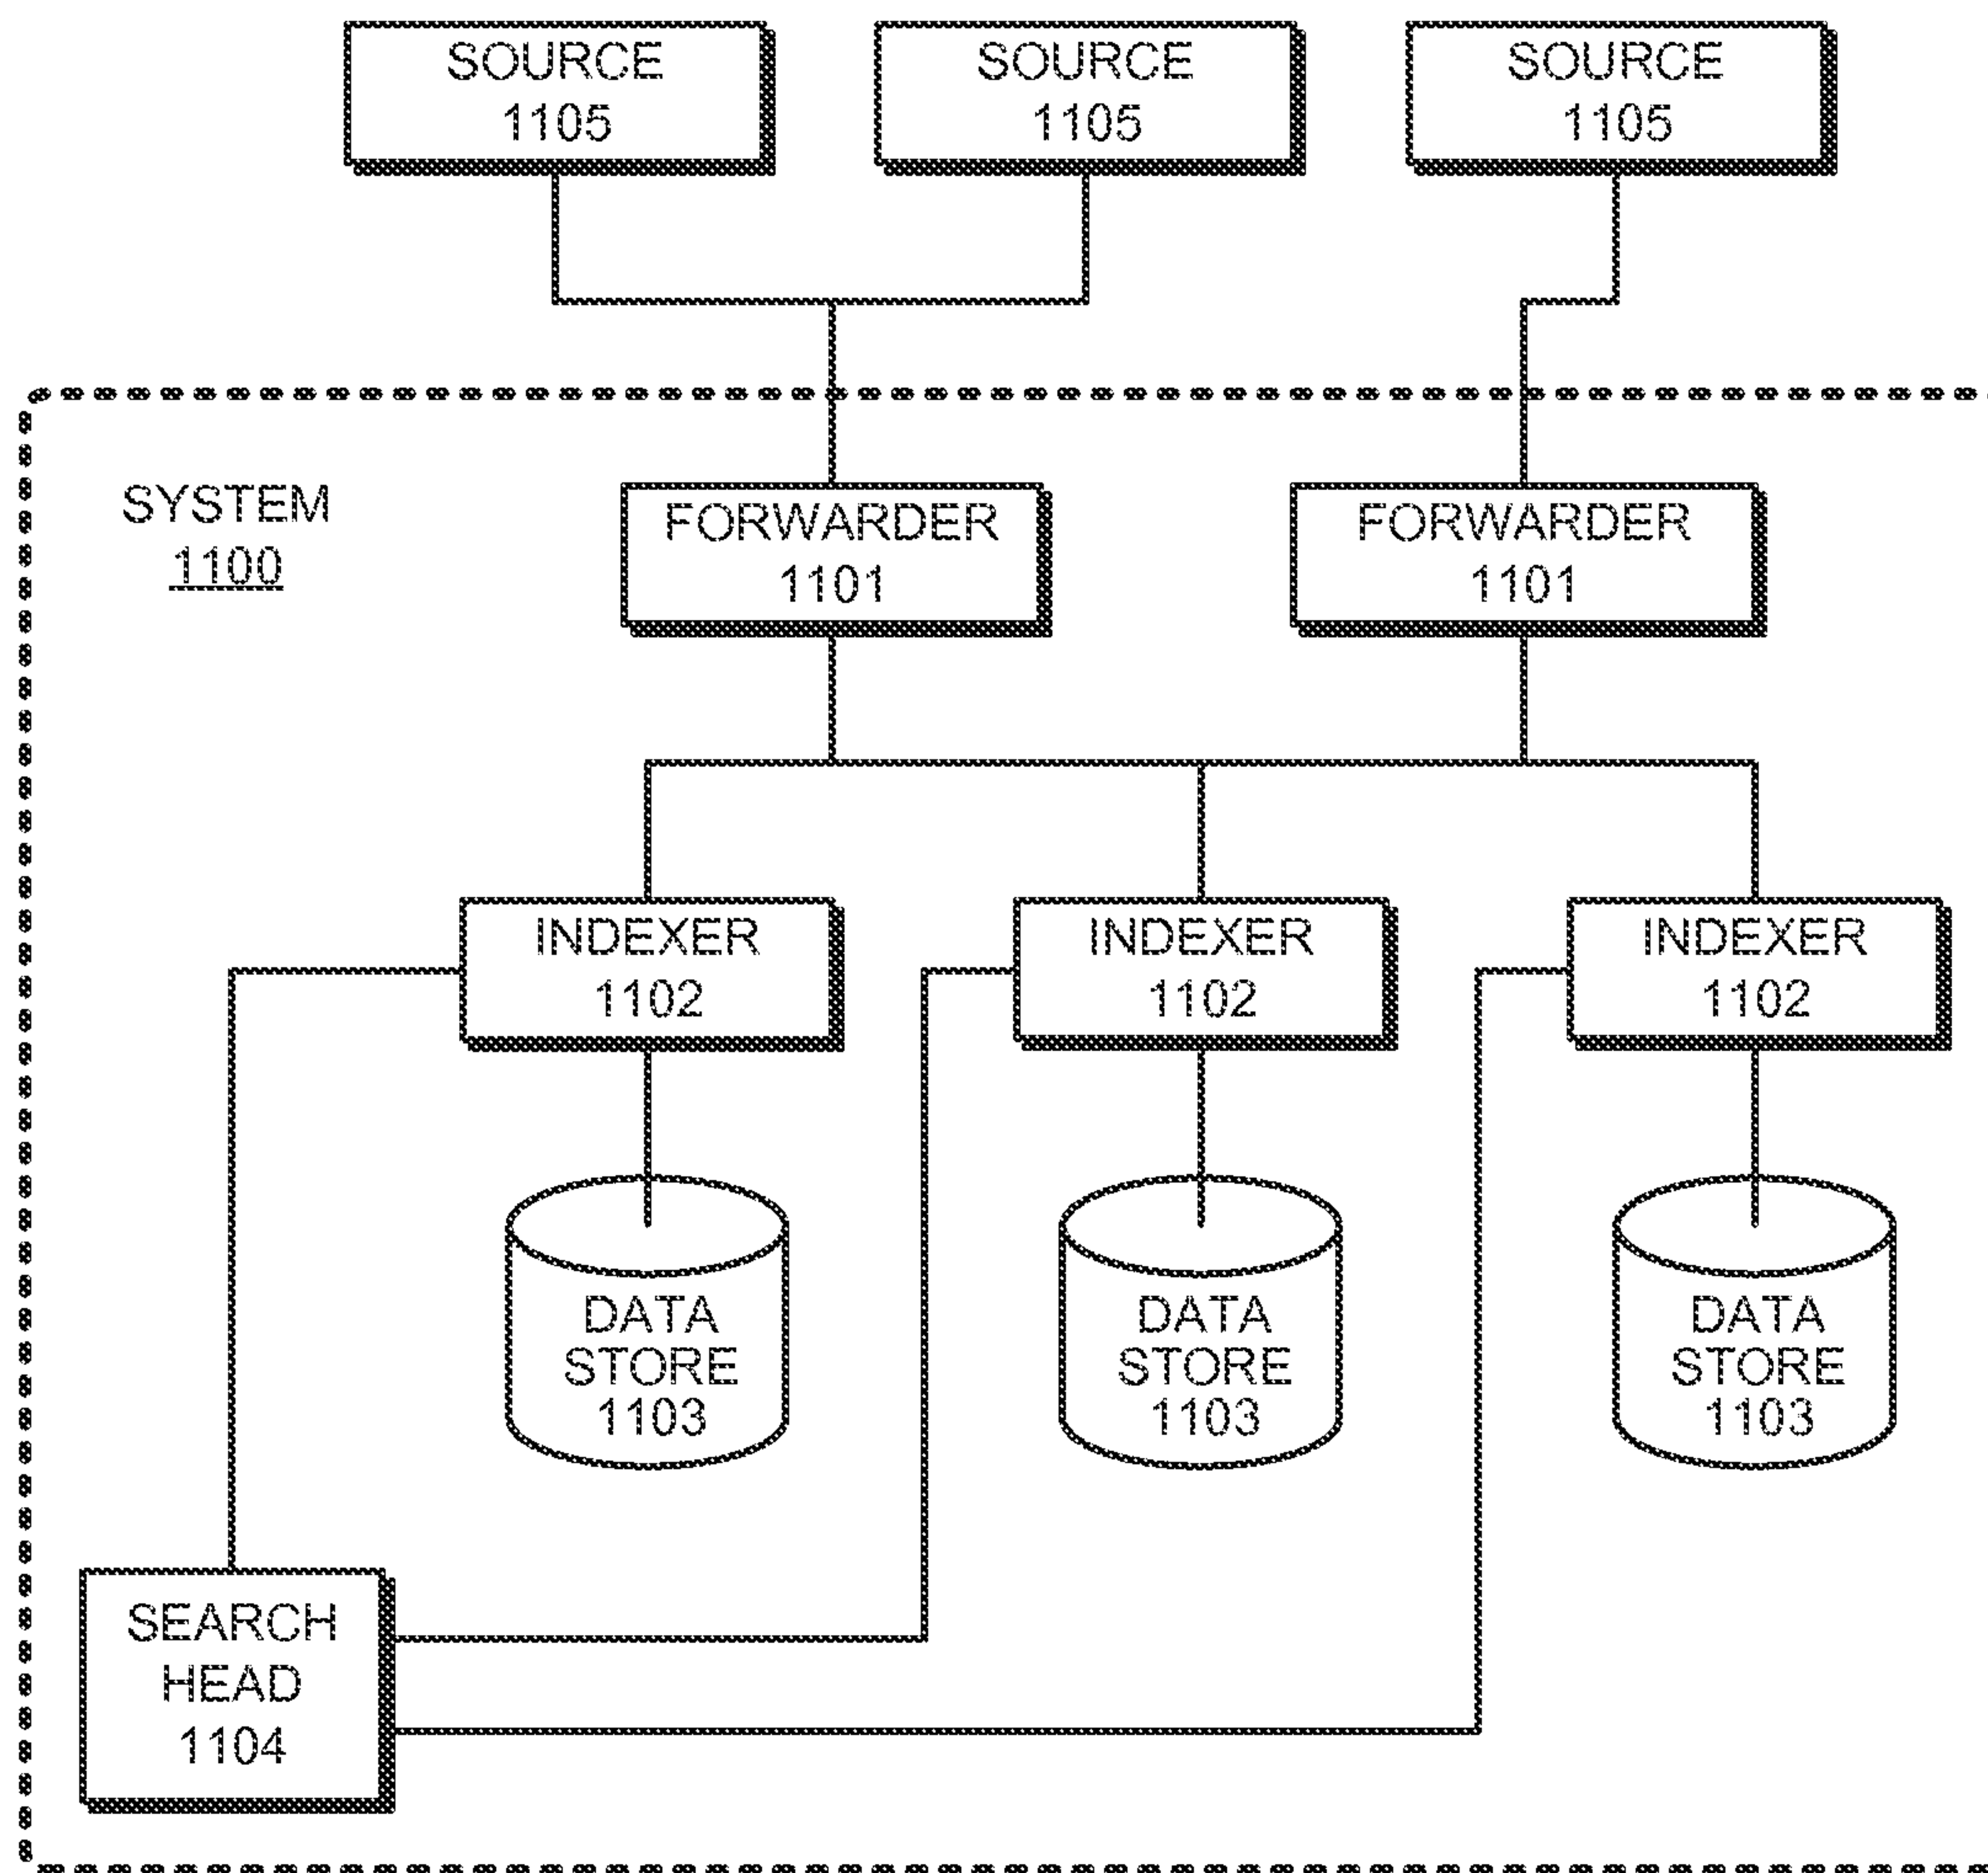 SOURCE
1105
SOURCE
1105
SOURCE
1105
SYSTEM
1100
FORWARDER
1101
FORWARDER
1101
INDEXER
1102
INDEXER
1102
INDEXER
1102
DATA
STORE
1103
DATA
STORE
1103
DATA
STORE
1103
SEARCH
HEAD
1104